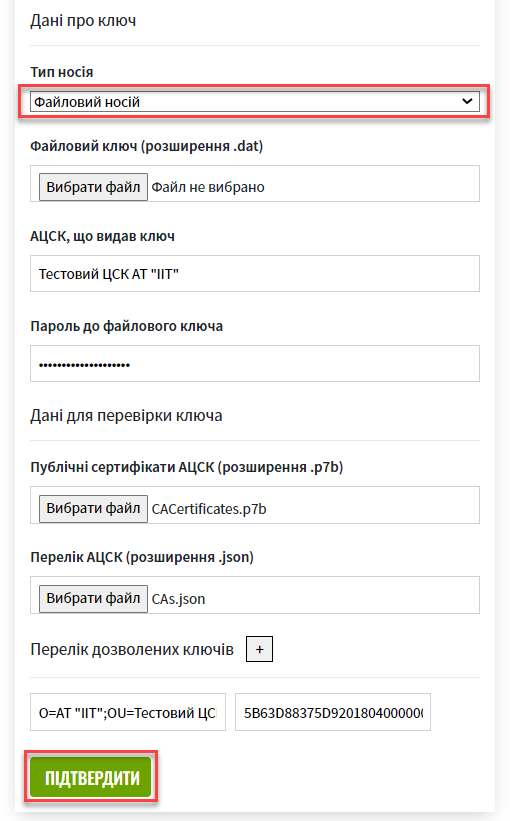 Дані про ключ
Тип носія
Файловий носій
Файловий ключ (розширення .dat)
Вибрати файл Файл не вибрано
АЦСК, що видав ключ
Тестовий ЦСК АТ "ІІТ"
Пароль до файлового ключа
••••••••••••••••••••
Дані для перевірки ключа
Публічні сертифікати АЦСК (розширення .p7b)
Вибрати файл CACertificates.p7b
Перелік АЦСК (розширення .json)
Вибрати файл CAs.json
Перелік дозволених ключів +
O=АТ "ІІТ";OU=Тестовий ЦС 5B63D88375D9201804000000
ПІДТВЕРДИТИ